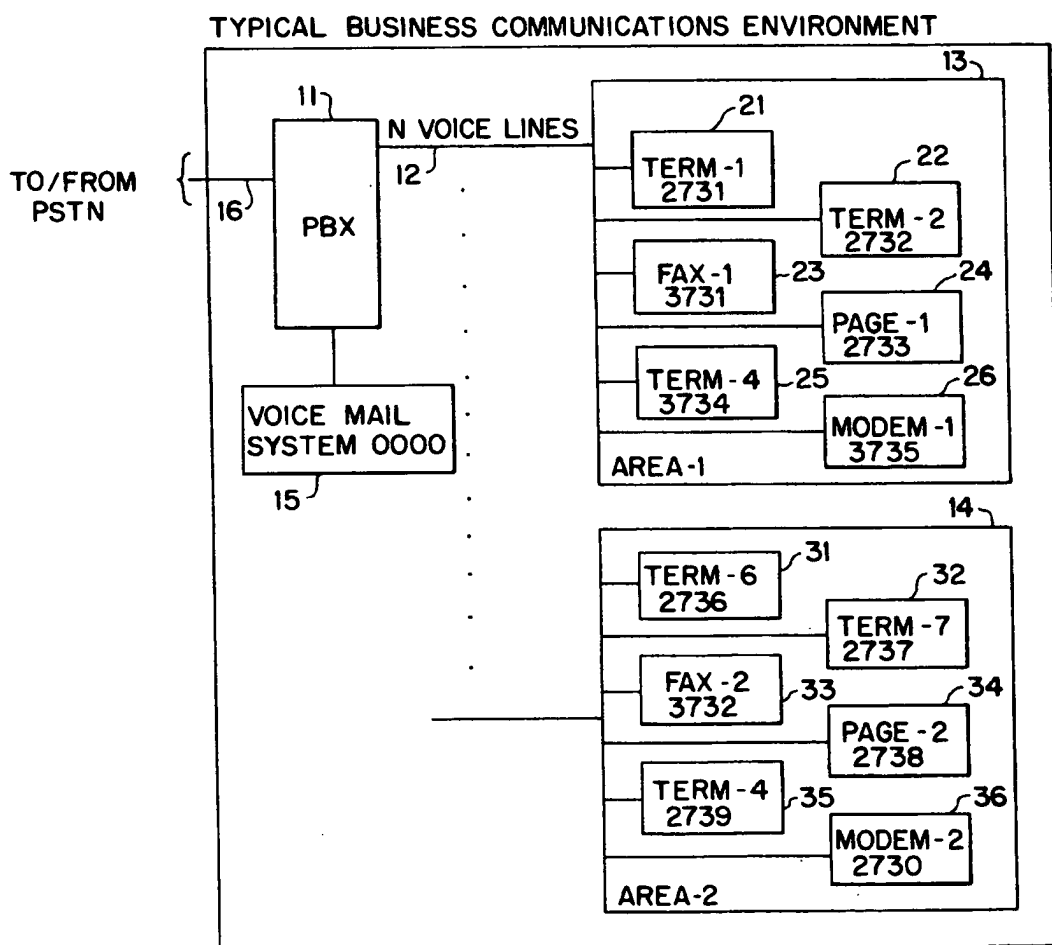 TYPICAL BUSINESS COMMUNICATIONS ENVIRONMENT
13
11
N VOICE LINES
12
TO/FROM
PSTN
16
PBX
VOICE MAIL
SYSTEM 0000
15
21
TERM-1
2731
22
TERM-2
2732
FAX-1
3731
23
24
PAGE-1
2733
TERM-4
3734
25
26
MODEM-1
3735
AREA-1
14
31
TERM-6
2736
32
TERM-7
2737
FAX-2
3732
33
34
PAGE-2
2738
TERM-4
2739
35
36
MODEM-2
2730
AREA-2